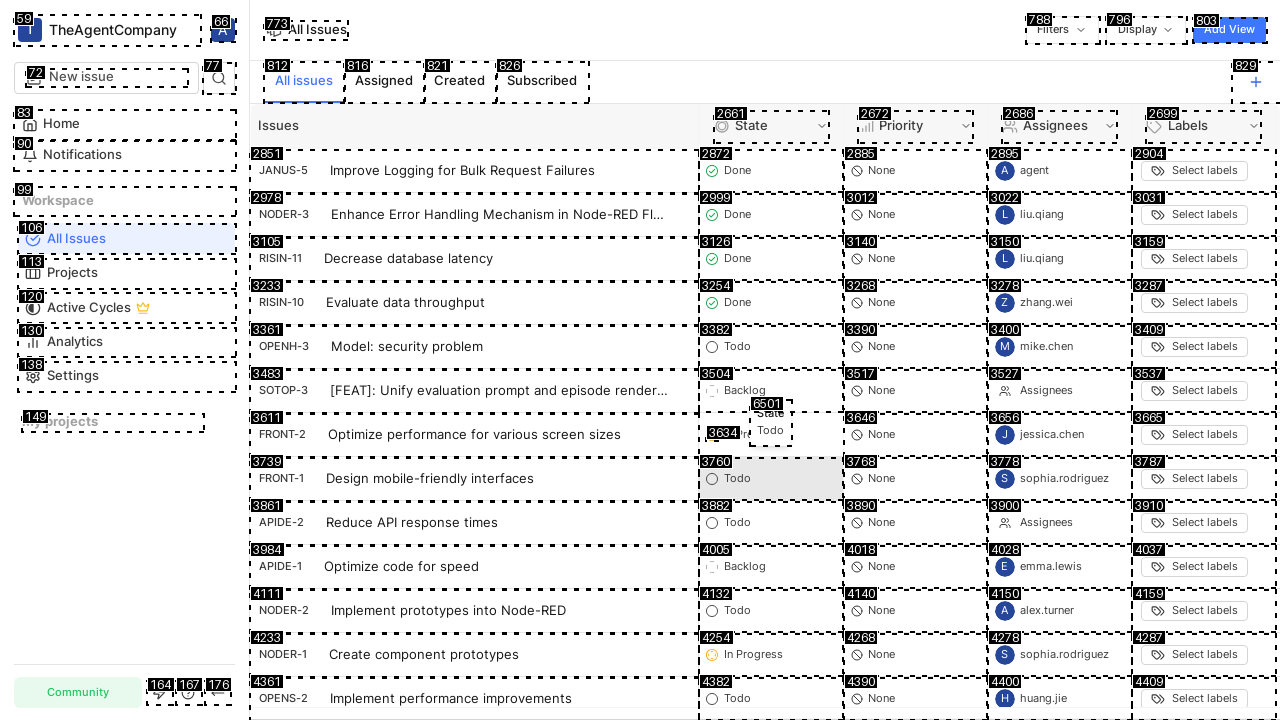 59 T TheAgentCompany 66 A
72 New issue 77
83 Home
90 Notifications
99 Workspace
106 All Issues
113 Projects
120 Active Cycles
130 Analytics
138 Settings
149 My projects
Community 164 167 176
773 All Issues 788 Filters 796 Display 803 Add View
812 All issues 816 Assigned 821 Created 826 Subscribed 829 +
Issues 2661 State 2672 Priority 2686 Assignees 2699 Labels
2851 JANUS-5 Improve Logging for Bulk Request Failures 2872 Done 2885 None 2895 A agent 2904 Select labels
2978 NODER-3 Enhance Error Handling Mechanism in Node-RED Fl... 2999 Done 3012 None 3022 L liu.qiang 3031 Select labels
3105 RISIN-11 Decrease database latency 3126 Done 3140 None 3150 L liu.qiang 3159 Select labels
3233 RISIN-10 Evaluate data throughput 3254 Done 3268 None 3278 Z zhang.wei 3287 Select labels
3361 OPENH-3 Model: security problem 3382 Todo 3390 None 3400 M mike.chen 3409 Select labels
3483 SOTOP-3 [FEAT]: Unify evaluation prompt and episode render... 3504 Backlog 3517 None 3527 Assignees 3537 Select labels
6501 State
Todo
3611 FRONT-2 Optimize performance for various screen sizes 3634 3646 None 3656 J jessica.chen 3665 Select labels
3739 FRONT-1 Design mobile-friendly interfaces 3760 Todo 3768 None 3778 S sophia.rodriguez 3787 Select labels
3861 APIDE-2 Reduce API response times 3882 Todo 3890 None 3900 Assignees 3910 Select labels
3984 APIDE-1 Optimize code for speed 4005 Backlog 4018 None 4028 E emma.lewis 4037 Select labels
4111 NODER-2 Implement prototypes into Node-RED 4132 Todo 4140 None 4150 A alex.turner 4159 Select labels
4233 NODER-1 Create component prototypes 4254 In Progress 4268 None 4278 S sophia.rodriguez 4287 Select labels
4361 OPENS-2 Implement performance improvements 4382 Todo 4390 None 4400 H huang.jie 4409 Select labels